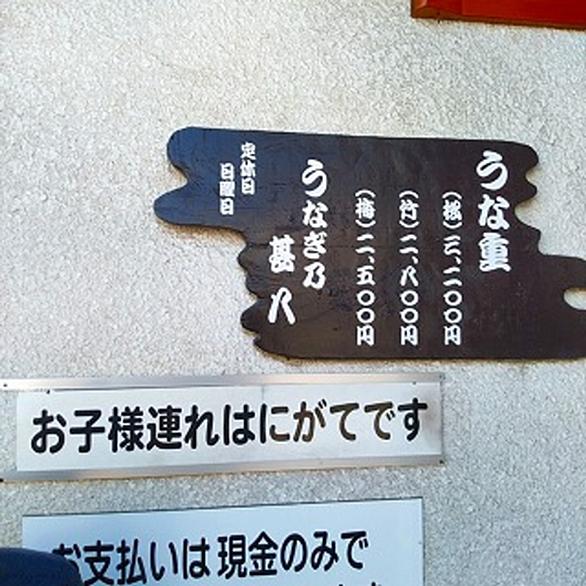 うな重
(松)三、二〇〇円
(竹)二、八〇〇円
(梅)二、五〇〇円
うなぎ乃
甚八
定休日
日曜日
お子様連れはにがてです
お支払いは現金のみで